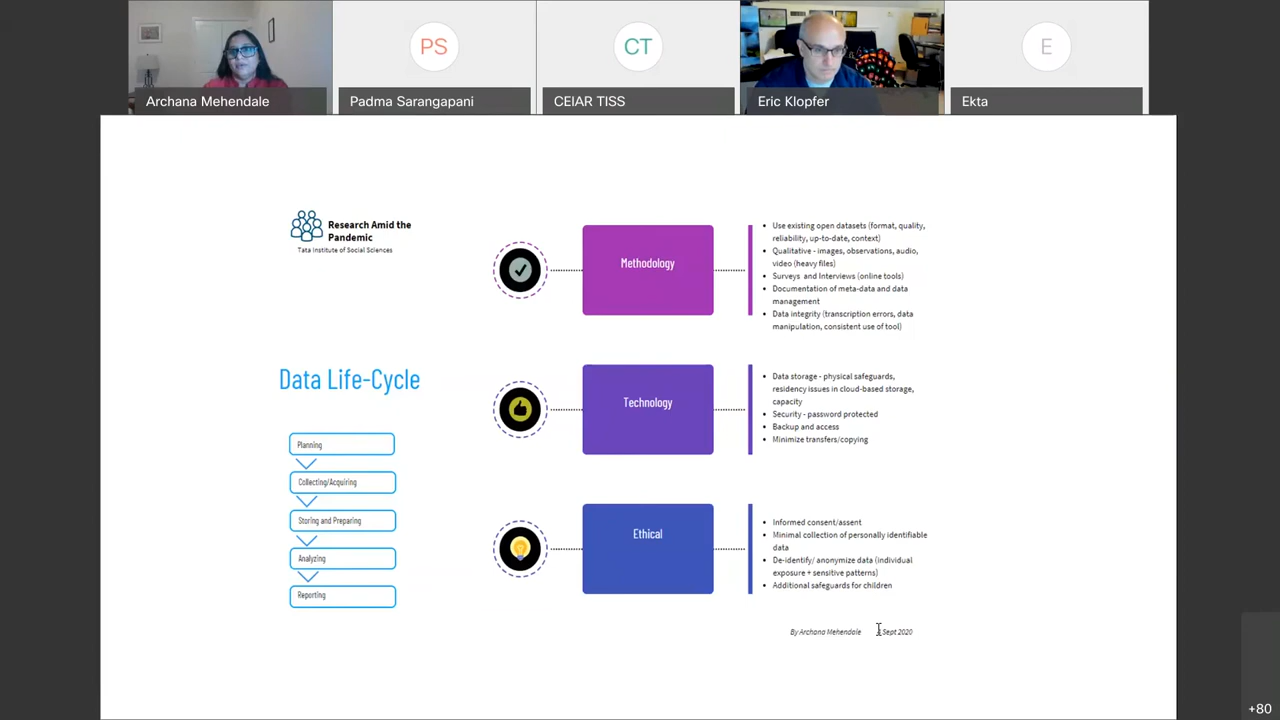 PS
CT
E
Archana Mehendale
Padma Sarangapani
CEIAR TISS
Eric Klopfer
Ekta
Research Amid the
Pandemic
Tata Institute of Social Sciences
Data Life-Cycle
Planning
Collecting/Acquiring
Storing and Preparing
Analyzing
Reporting
Methodology
• Use existing open datasets (format, quality,
reliability, up-to-date, context)
• Qualitative - images, observations, audio,
video (heavy files)
• Surveys and Interviews (online tools)
• Documentation of meta-data and data
management
• Data integrity (transcription errors, data
manipulation, consistent use of tool)
Technology
• Data storage - physical safeguards,
residency issues in cloud-based storage,
capacity
• Security - password protected
• Backup and access
• Minimize transfers/copying
Ethical
• Informed consent/assent
• Minimal collection of personally identifiable
data
• De-identify/ anonymize data (individual
exposure + sensitive patterns)
• Additional safeguards for children
By Archana Mehendale Sept 2020
+80